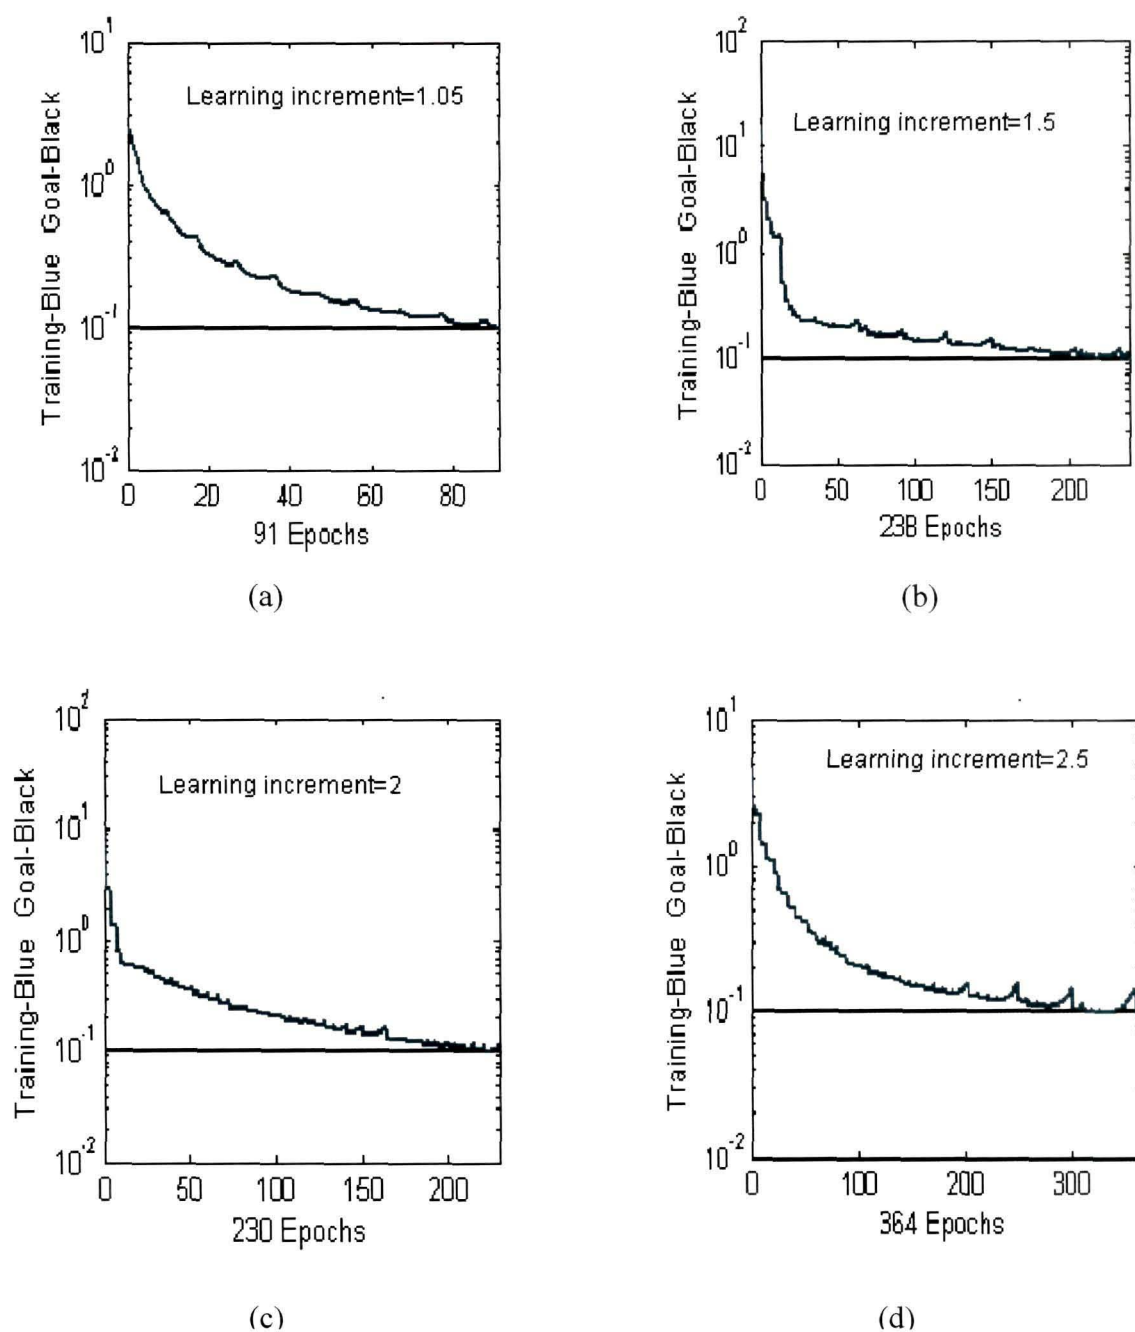 10^1
Learning increment=1.05
10^0
10^-1
10^-2
Training-Blue Goal-Black
0 20 40 60 80
91 Epochs
(a)
10^2
Learning increment=1.5
10^1
10^0
10^-1
10^-2
Training-Blue Goal-Black
0 50 100 150 200
238 Epochs
(b)
10^2
Learning increment=2
10^1
10^0
10^-1
10^-2
Training-Blue Goal-Black
0 50 100 150 200
230 Epochs
(c)
10^1
Learning increment=2.5
10^0
10^-1
10^-2
Training-Blue Goal-Black
0 100 200 300
364 Epochs
(d)